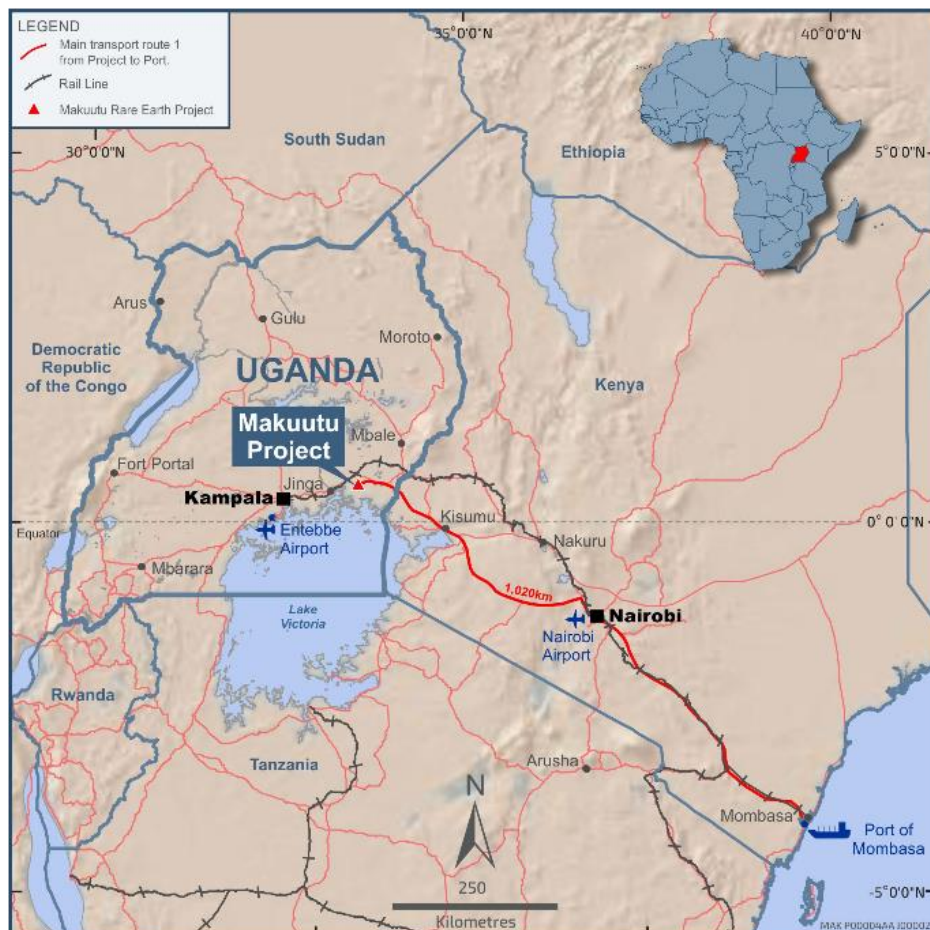 LEGEND
Main transport route 1
from Project to Port.
Rail Line
Makuutu Rare Earth Project
35°0'0"E
40°0'0"E
30°0'0"N
South Sudan
Ethiopia
5°0'0"N
Arus
Gulu
Moroto
Democratic
Republic
of the Congo
UGANDA
Kenya
Makuutu
Project
Mbale
Fort Portal
Jinga
Kampala
Kisumu
Equator
0°0'0"N
Entebbe
Airport
Nakuru
Mbarara
1,020km
Lake
Victoria
Nairobi
Nairobi
Airport
Rwanda
Tanzania
Arusha
N
Mombasa
Port of
Mombasa
250
Kilometres
-5°0'0"N